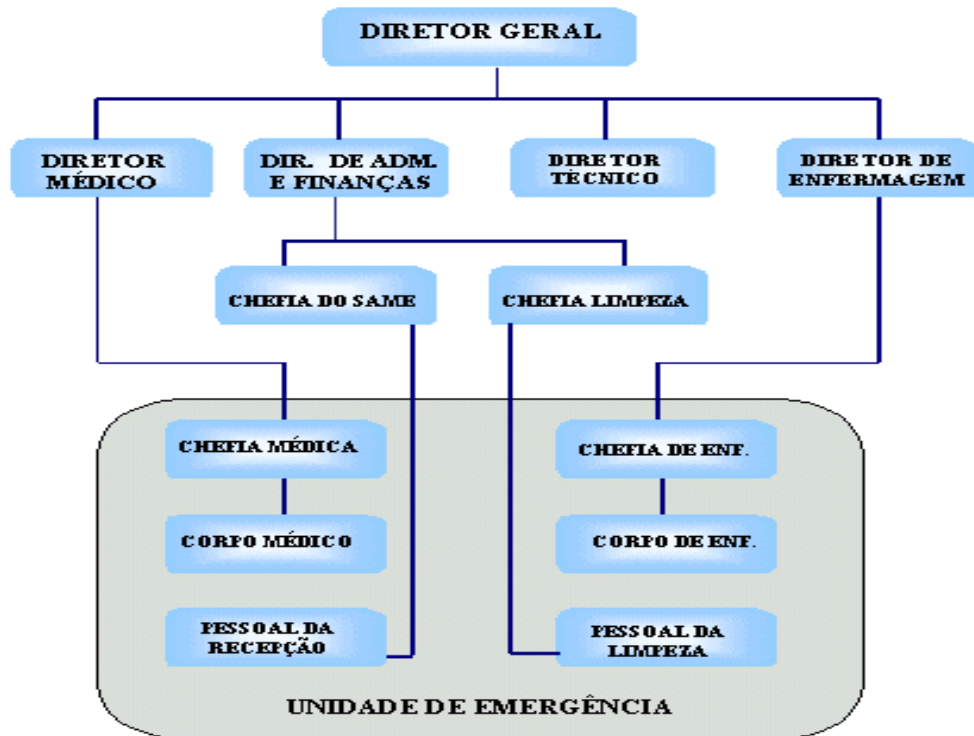 DIRETOR GERAL
DIRETOR
MÉDICO
DIR. DE ADM.
E FINANÇAS
DIRETOR
TÈCNICO
DIRETOR DE
ENFERMAGEM
CHEFIA DO SAME
CHEFIA LIMPEZA
CHEFIA MÉDICA
CHEFIA DE ENF.
CORPO MÉDICO
CORPO DE ENF.
PESSOAL DA
RECEPÇÃO
PESSOAL DA
LIMPEZA
UNIDADE DE EMERGÊNCIA